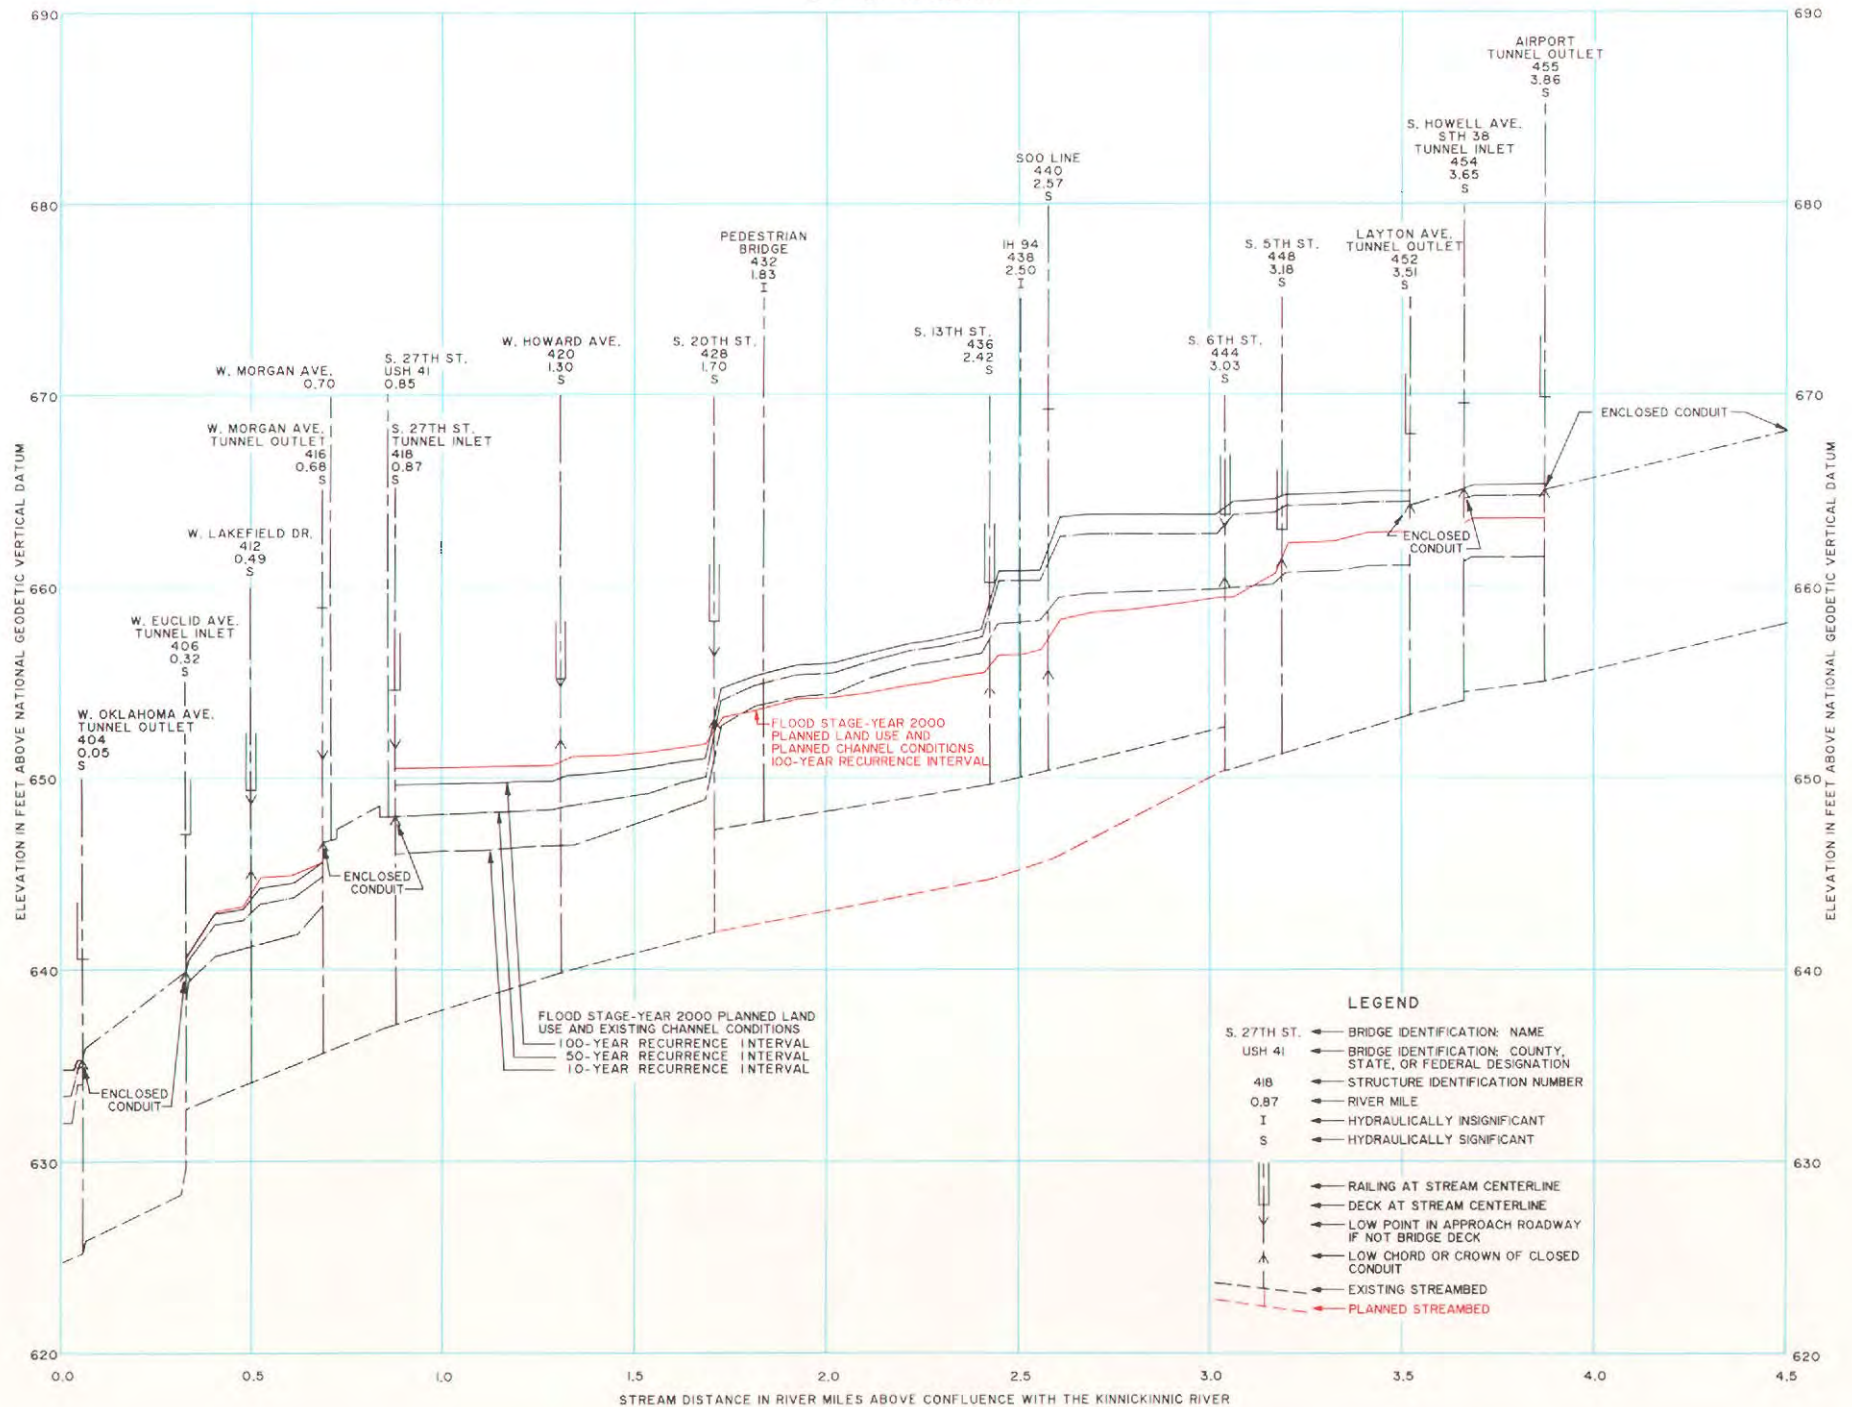 690
680
670
660
650
640
630
620
ELEVATION IN FEET ABOVE NATIONAL GEODETIC VERTICAL DATUM
W. OKLAHOMA AVE.
TUNNEL OUTLET
404
0.05
S
W. EUCLID AVE.
TUNNEL INLET
406
0.32
S
W. LAKEFIELD DR.
412
0.49
S
W. MORGAN AVE.
TUNNEL OUTLET
416
0.68
S
W. MORGAN AVE.
0.70
S. 27TH ST.
USH 41
0.85
S. 27TH ST.
TUNNEL INLET
418
0.87
S
W. HOWARD AVE.
420
1.30
S
S. 20TH ST.
428
1.70
S
PEDESTRIAN
BRIDGE
432
1.83
I
S. 13TH ST.
436
2.42
S
IH 94
438
2.50
I
SOO LINE
440
2.57
S
S. 6TH ST.
444
3.03
S
S. 5TH ST.
448
3.18
S
LAYTON AVE.
TUNNEL OUTLET
452
3.51
S
S. HOWELL AVE.
STH 38
TUNNEL INLET
454
3.65
S
AIRPORT
TUNNEL OUTLET
455
3.86
S
ENCLOSED CONDUIT
ENCLOSED
CONDUIT
ENCLOSED
CONDUIT
ENCLOSED
CONDUIT
FLOOD STAGE-YEAR 2000
PLANNED LAND USE AND
PLANNED CHANNEL CONDITIONS
100-YEAR RECURRENCE INTERVAL
FLOOD STAGE-YEAR 2000 PLANNED LAND
USE AND EXISTING CHANNEL CONDITIONS
100-YEAR RECURRENCE INTERVAL
50-YEAR RECURRENCE INTERVAL
10-YEAR RECURRENCE INTERVAL
LEGEND
S. 27TH ST. BRIDGE IDENTIFICATION: NAME
USH 41 BRIDGE IDENTIFICATION: COUNTY,
STATE, OR FEDERAL DESIGNATION
418 STRUCTURE IDENTIFICATION NUMBER
0.87 RIVER MILE
I HYDRAULICALLY INSIGNIFICANT
S HYDRAULICALLY SIGNIFICANT
RAILING AT STREAM CENTERLINE
DECK AT STREAM CENTERLINE
LOW POINT IN APPROACH ROADWAY
IF NOT BRIDGE DECK
LOW CHORD OR CROWN OF CLOSED
CONDUIT
EXISTING STREAMBED
PLANNED STREAMBED
690
680
670
660
650
640
630
620
ELEVATION IN FEET ABOVE NATIONAL GEODETIC VERTICAL DATUM
0.0 0.5 1.0 1.5 2.0 2.5 3.0 3.5 4.0 4.5
STREAM DISTANCE IN RIVER MILES ABOVE CONFLUENCE WITH THE KINNICKINNIC RIVER